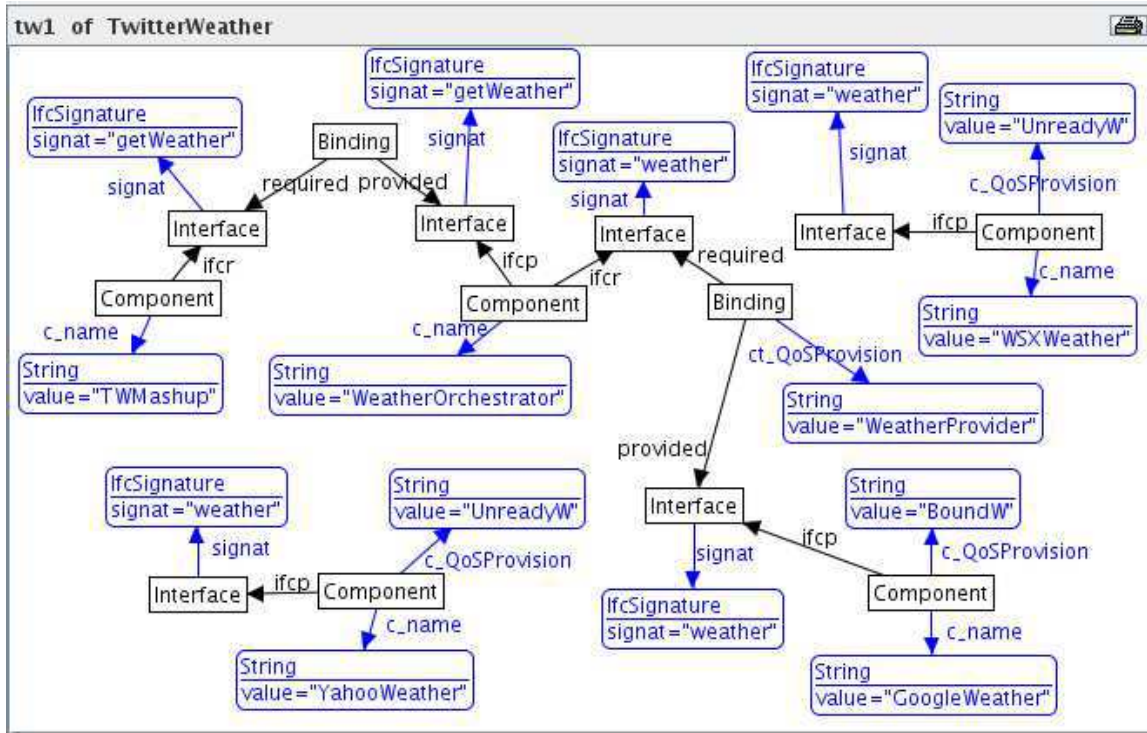 tw1 of TwitterWeather
IfcSignature
signat="getWeather"
IfcSignature
signat="getWeather"
IfcSignature
signat="weather"
String
value="UnreadyW"
Binding
IfcSignature
signat="weather"
signat
signat
signat
required
provided
c_QoSProvision
signat
Interface
Interface
Interface
Interface
ifcp
Component
ifcr
ifcp
ifcr
required
c_name
Component
Component
Binding
c_name
c_name
String
value="WSXWeather"
String
value="TWMashup"
String
value="WeatherOrchestrator"
ct_QoSProvision
String
value="WeatherProvider"
provided
IfcSignature
signat="weather"
String
value="UnreadyW"
Interface
String
value="BoundW"
signat
c_QoSProvision
ifcp
signat
c_QoSProvision
Interface
ifcp
Component
Component
c_name
IfcSignature
signat="weather"
c_name
String
value="YahooWeather"
String
value="GoogleWeather"